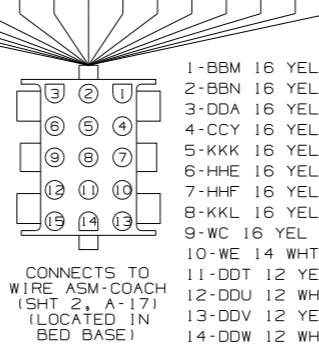 3 2 1
6 5 4
9 8 7
12 11 10
15 14 13
CONNECTS TO
WIRE ASM-COACH
(SHT 2, A-17)
(LOCATED IN
BED BASE)
1-BBM 16 YEL
2-BBN 16 YEL
3-DDA 16 YEL
4-CCY 16 YEL
5-KKK 16 YEL
6-HHE 16 YEL
7-HHF 16 YEL
8-KKL 16 YEL
9-WC 16 YEL
10-WE 14 WHT
11-DDT 12 YE
12-DDU 12 WH
13-DDV 12 YE
14-DDW 12 WH